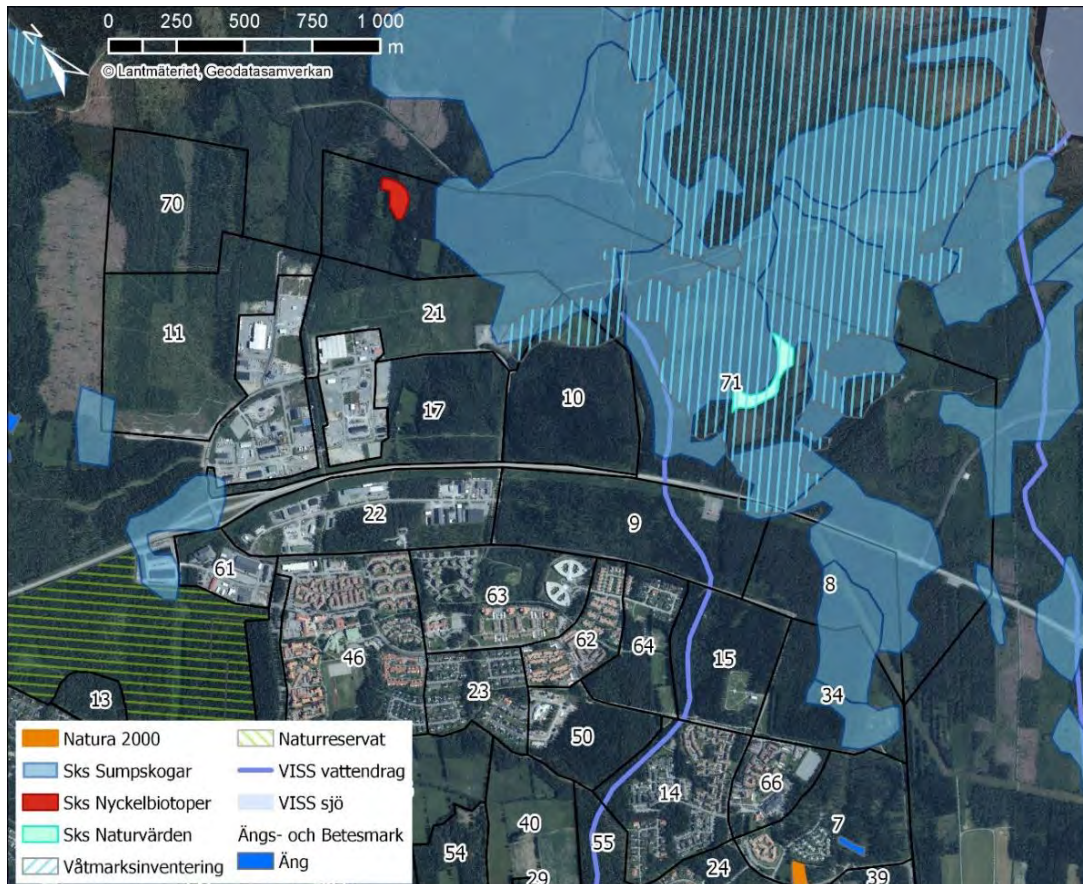 0 250 500 750 1 000
m
N
© Lantmäteriet, Geodatasamverkan
70
11
21
17
10
71
22
9
61
63
8
62
64
46
15
23
34
13
50
14
66
7
40
55
54
24
29
39
Natura 2000
Sks Sumpskogar
Sks Nyckelbiotoper
Sks Naturvärden
Våtmarksinventering
Naturreservat
VISS vattendrag
VISS sjö
Ängs- och Betesmark
Äng